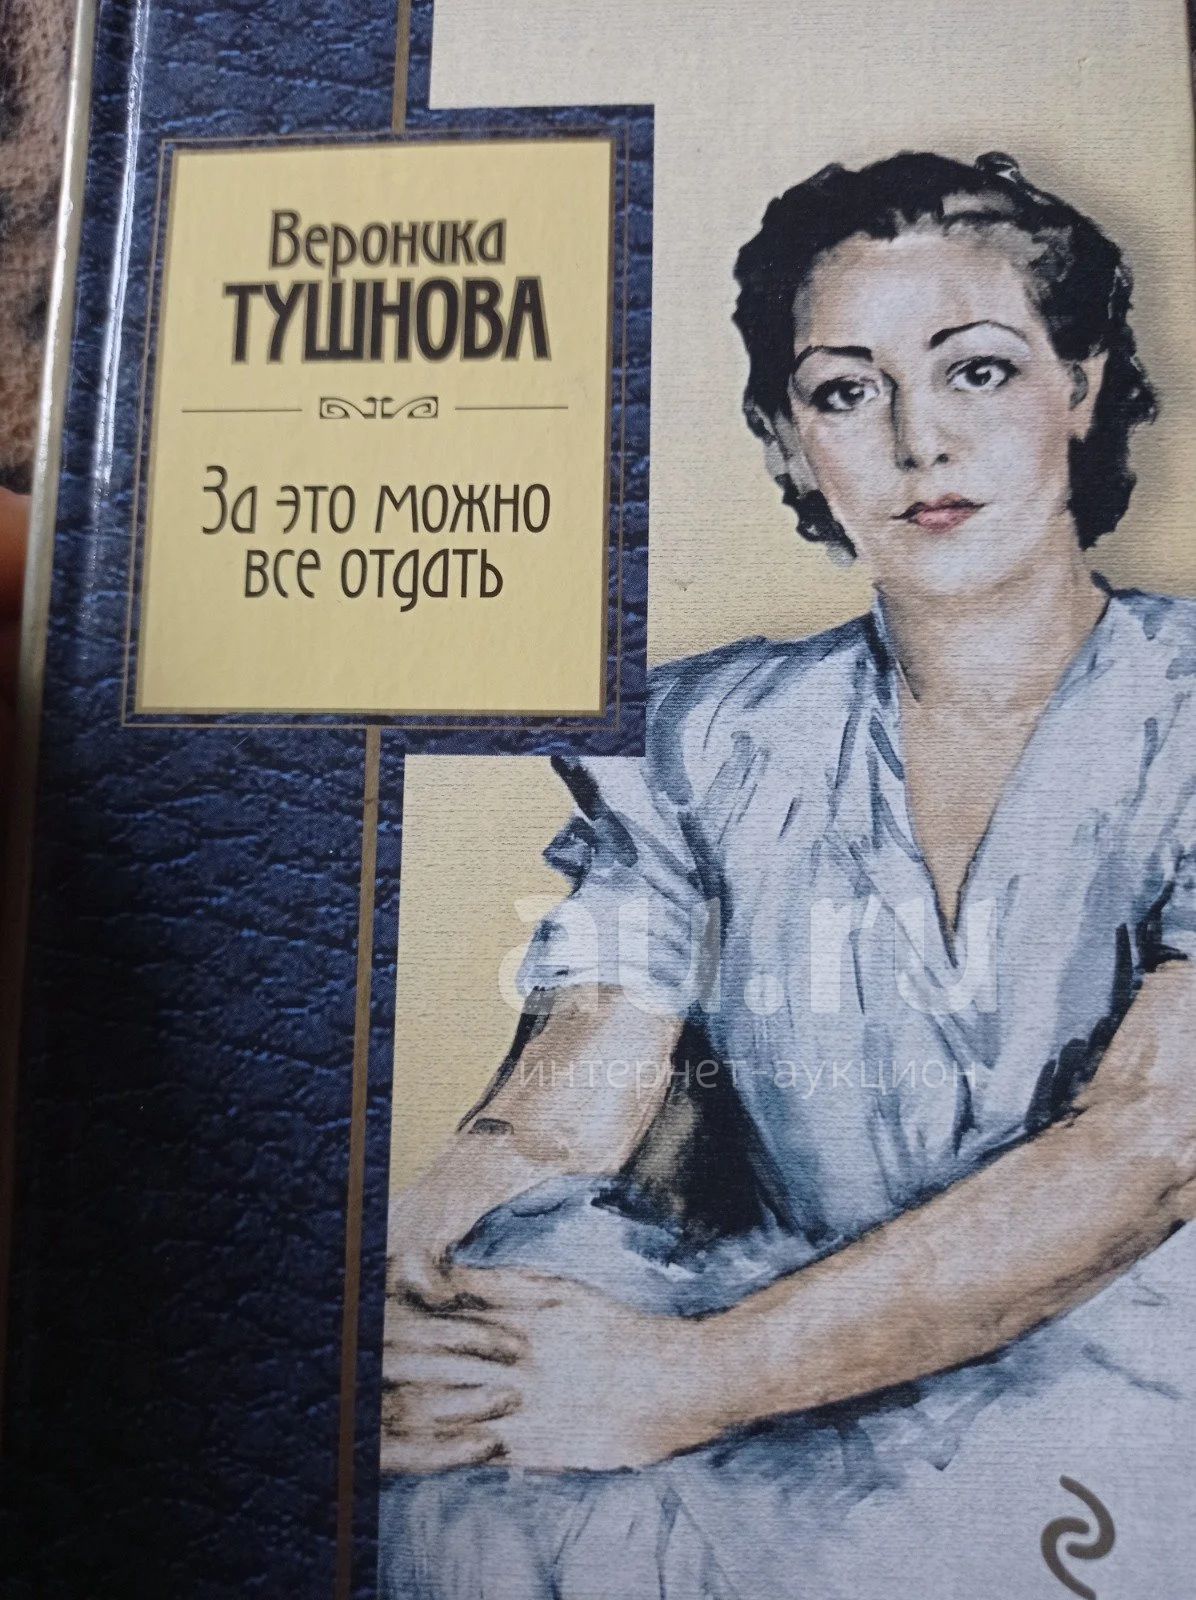 Вероника
ТУШНОВА
За это можно
все отдать
au.ru
интернет-аукцион